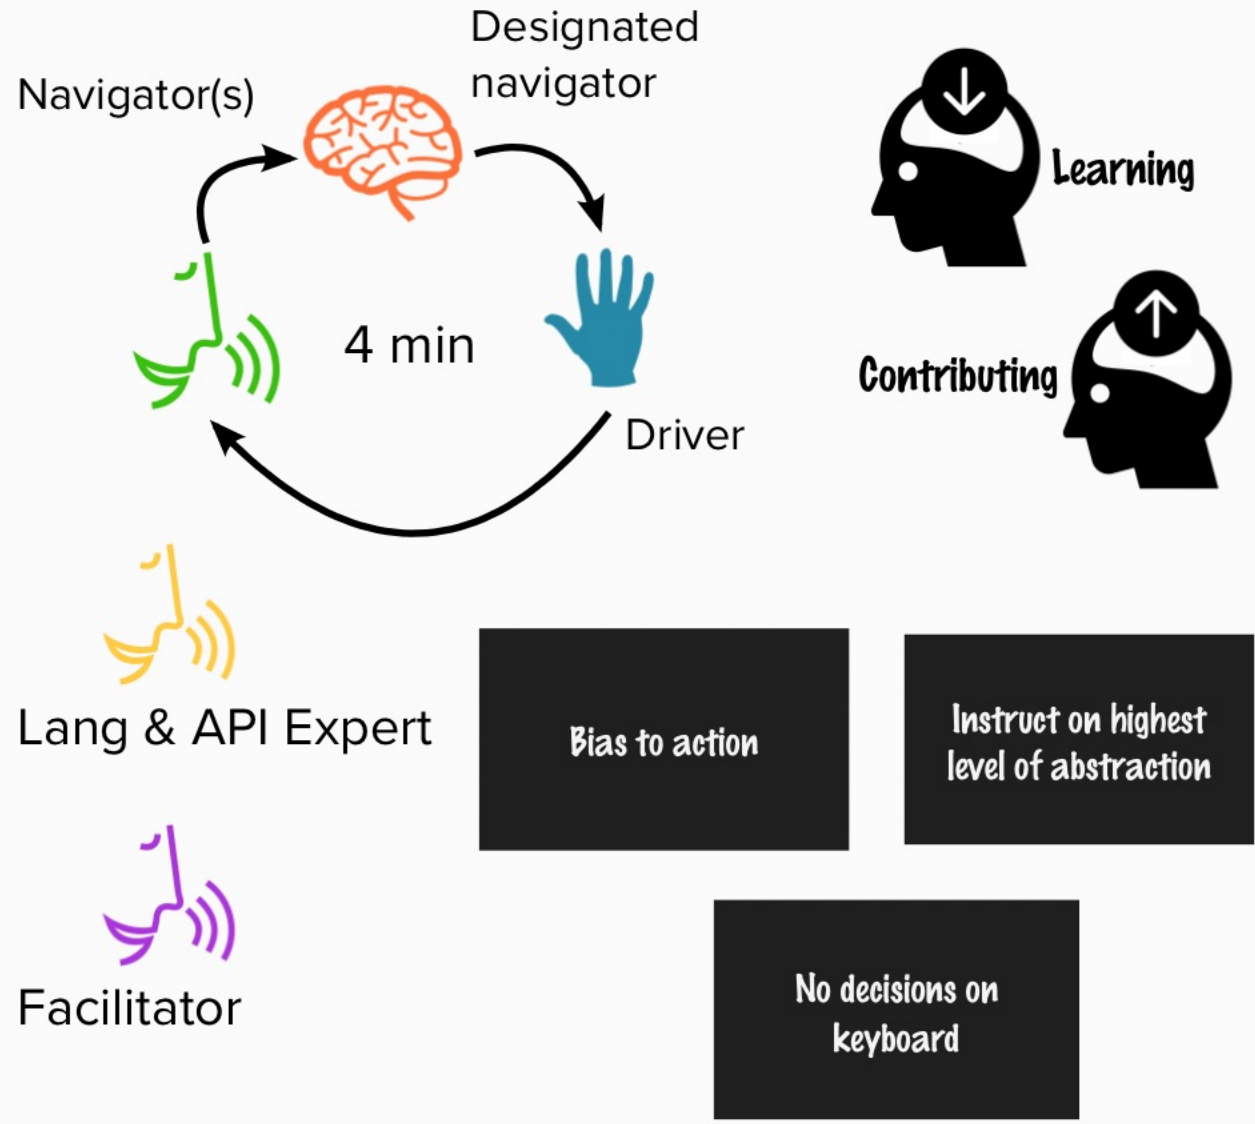 Designated
navigator
Navigator(s)
Learning
4 min
Contributing
Driver
Lang & API Expert
Bias to action
Instruct on highest
level of abstraction
Facilitator
No decisions on
keyboard